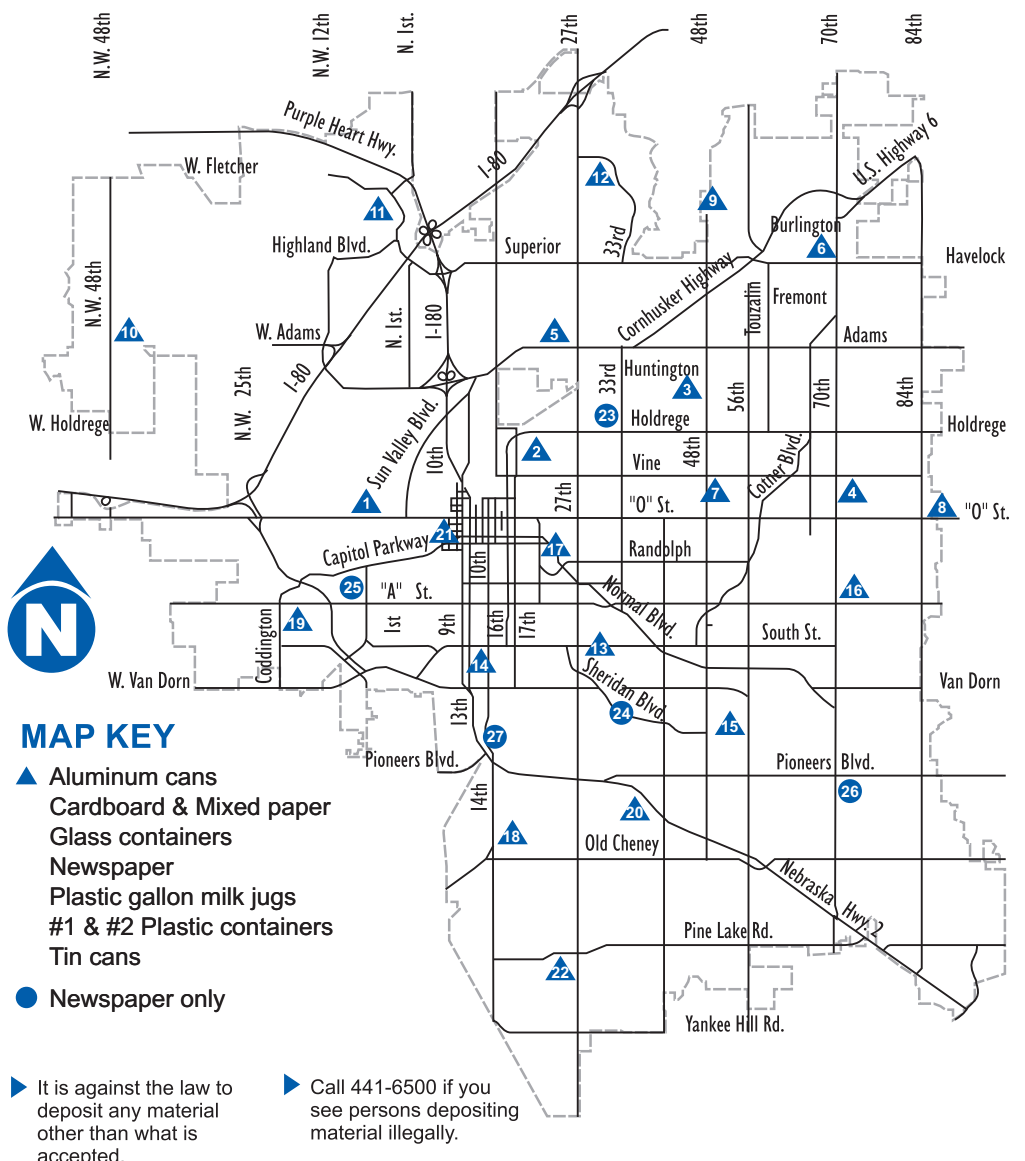 N.W. 48th
N.W. 12th
N. 1st.
27th
48th
70th
84th
Purple Heart Hwy.
U.S. Highway 6
W. Fletcher
I-80
12
9
11
33rd
Burlington
6
Highland Blvd.
Superior
Havelock
N.W. 48th
Cornhusker Highway
Touzalin
Fremont
10
W. Adams
N. 1st.
I-180
5
Adams
I-80
N.W. 25th
33rd
Huntington
3
56th
70th
84th
W. Holdrege
Sun Valley Blvd.
23
Holdrege
Holdrege
10th
2
Vine
48th
Cotner Blvd.
1
27th
"O" St.
7
4
8
"O" St.
Capitol Parkway
21
17
Randolph
10th
25
"A" St.
Normal Blvd.
16
N
19
Coddington
1st
9th
16th
17th
South St.
13
14
Sheridan Blvd.
W. Van Dorn
Van Dorn
13th
24
15
MAP KEY
27
Pioneers Blvd.
Pioneers Blvd.
Aluminum cans
Cardboard & Mixed paper
Glass containers
Newspaper
Plastic gallon milk jugs
#1 & #2 Plastic containers
Tin cans
Newspaper only
26
14th
20
18
Old Cheney
Nebraska Hwy. 2
Pine Lake Rd.
22
Yankee Hill Rd.
It is against the law to
deposit any material
other than what is
accepted.
Call 441-6500 if you
see persons depositing
material illegally.